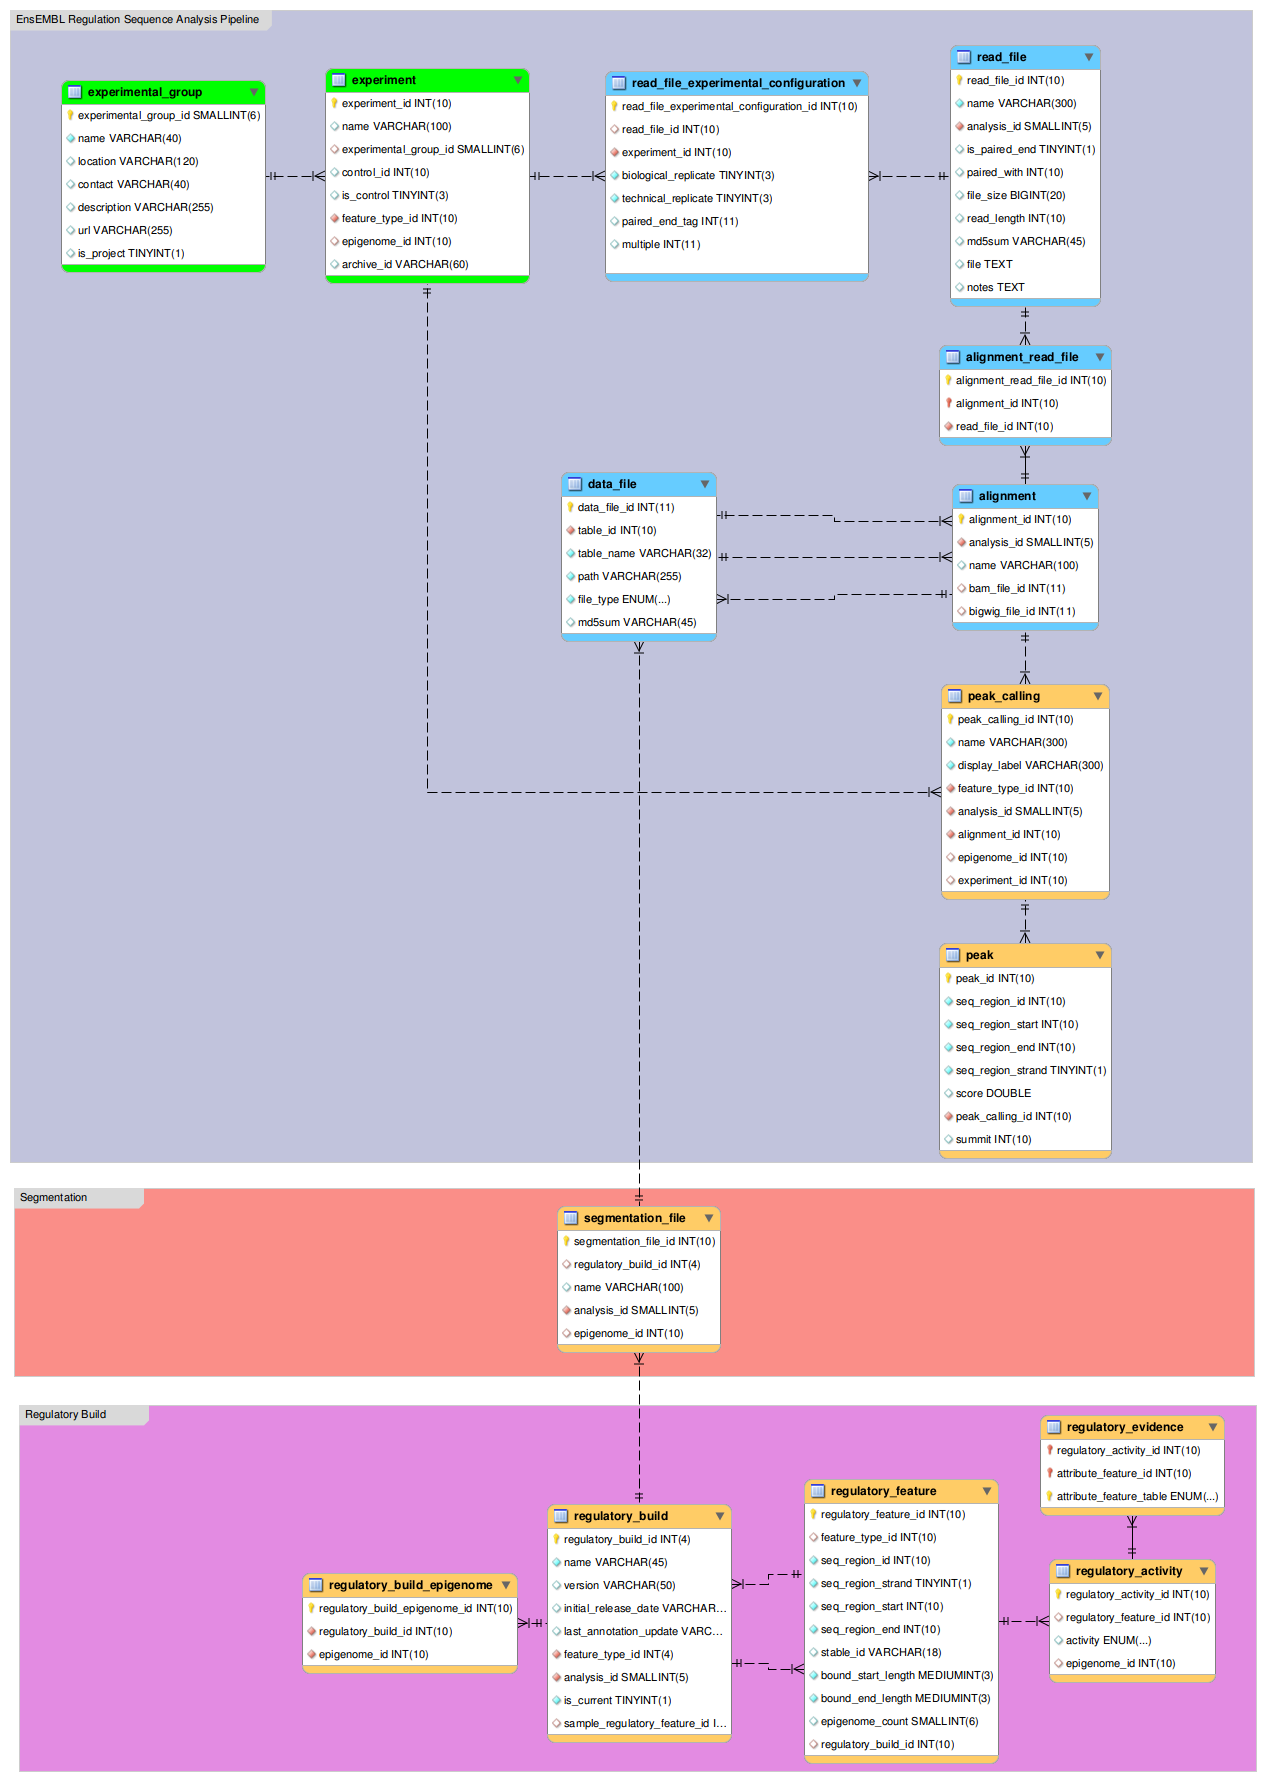 EnsEMBL Regulation Sequence Analysis Pipeline
experimental_group
experimental_group_id SMALLINT(6)
name VARCHAR(40)
location VARCHAR(120)
contact VARCHAR(40)
description VARCHAR(255)
url VARCHAR(255)
is_project TINYINT(1)
experiment
experiment_id INT(10)
name VARCHAR(100)
experimental_group_id SMALLINT(6)
control_id INT(10)
is_control TINYINT(3)
feature_type_id INT(10)
epigenome_id INT(10)
archive_id VARCHAR(60)
read_file_experimental_configuration
read_file_experimental_configuration_id INT(10)
read_file_id INT(10)
experiment_id INT(10)
biological_replicate TINYINT(3)
technical_replicate TINYINT(3)
paired_end_tag INT(11)
multiple INT(11)
read_file
read_file_id INT(10)
name VARCHAR(300)
analysis_id SMALLINT(5)
is_paired_end TINYINT(1)
paired_with INT(10)
file_size BIGINT(20)
read_length INT(10)
md5sum VARCHAR(45)
file TEXT
notes TEXT
alignment_read_file
alignment_read_file_id INT(10)
alignment_id INT(10)
read_file_id INT(10)
data_file
data_file_id INT(11)
table_id INT(10)
table_name VARCHAR(32)
path VARCHAR(255)
file_type ENUM(...)
md5sum VARCHAR(45)
alignment
alignment_id INT(10)
analysis_id SMALLINT(5)
name VARCHAR(100)
bam_file_id INT(11)
bigwig_file_id INT(11)
peak_calling
peak_calling_id INT(10)
name VARCHAR(300)
display_label VARCHAR(300)
feature_type_id INT(10)
analysis_id SMALLINT(5)
alignment_id INT(10)
epigenome_id INT(10)
experiment_id INT(10)
peak
peak_id INT(10)
seq_region_id INT(10)
seq_region_start INT(10)
seq_region_end INT(10)
seq_region_strand TINYINT(1)
score DOUBLE
peak_calling_id INT(10)
summit INT(10)
Segmentation
segmentation_file
segmentation_file_id INT(10)
regulatory_build_id INT(4)
name VARCHAR(100)
analysis_id SMALLINT(5)
epigenome_id INT(10)
Regulatory Build
regulatory_build_epigenome
regulatory_build_epigenome_id INT(10)
regulatory_build_id INT(10)
epigenome_id INT(10)
regulatory_build
regulatory_build_id INT(4)
name VARCHAR(45)
version VARCHAR(50)
initial_release_date VARCHAR...
last_annotation_update VARC...
feature_type_id INT(4)
analysis_id SMALLINT(5)
is_current TINYINT(1)
sample_regulatory_feature_id I...
regulatory_feature
regulatory_feature_id INT(10)
feature_type_id INT(10)
seq_region_id INT(10)
seq_region_strand TINYINT(1)
seq_region_start INT(10)
seq_region_end INT(10)
stable_id VARCHAR(18)
bound_start_length MEDIUMINT(3)
bound_end_length MEDIUMINT(3)
epigenome_count SMALLINT(6)
regulatory_build_id INT(10)
regulatory_evidence
regulatory_activity_id INT(10)
attribute_feature_id INT(10)
attribute_feature_table ENUM(...)
regulatory_activity
regulatory_activity_id INT(10)
regulatory_feature_id INT(10)
activity ENUM(...)
epigenome_id INT(10)